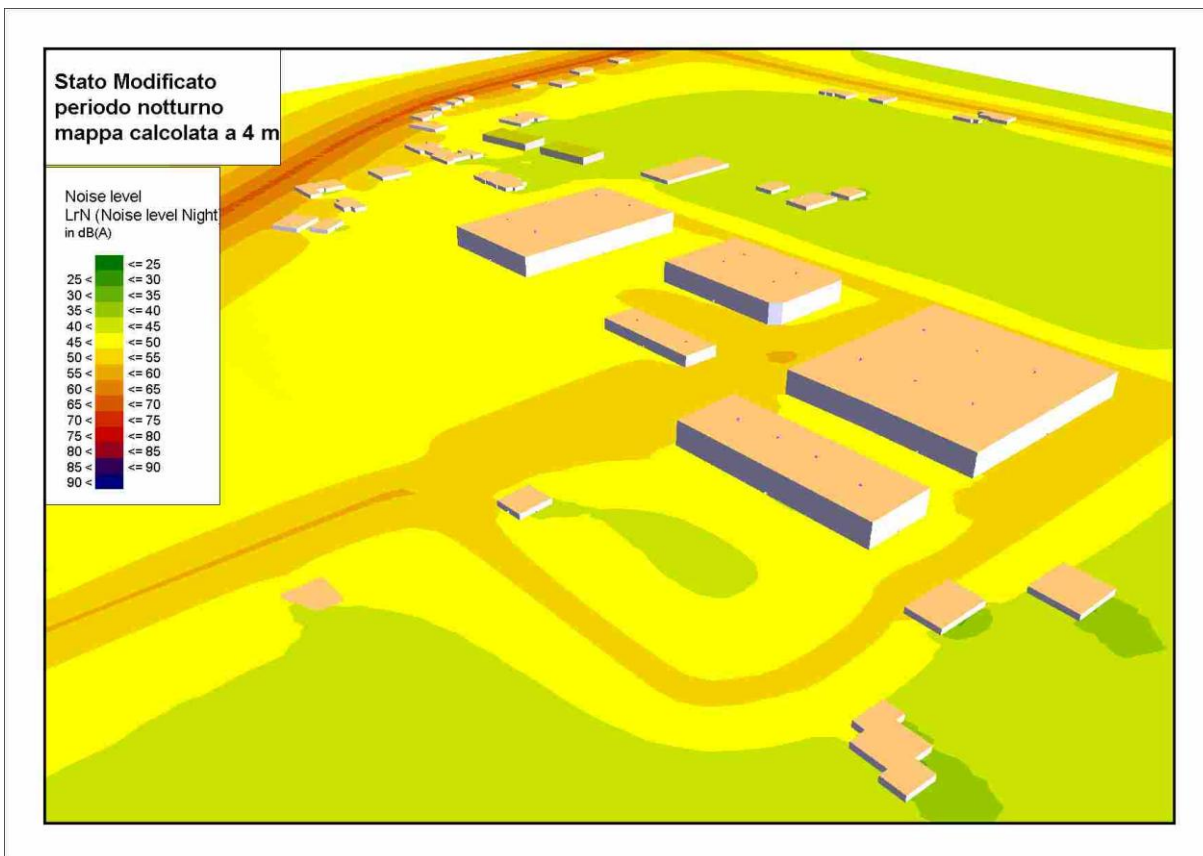 Stato Modificato
periodo notturno
mappa calcolata a 4 m
Noise level
LrN (Noise level Night)
in dB(A)
<= 25
25 < <= 30
30 < <= 35
35 < <= 40
40 < <= 45
45 < <= 50
50 < <= 55
55 < <= 60
60 < <= 65
65 < <= 70
70 < <= 75
75 < <= 80
80 < <= 85
85 < <= 90
90 <